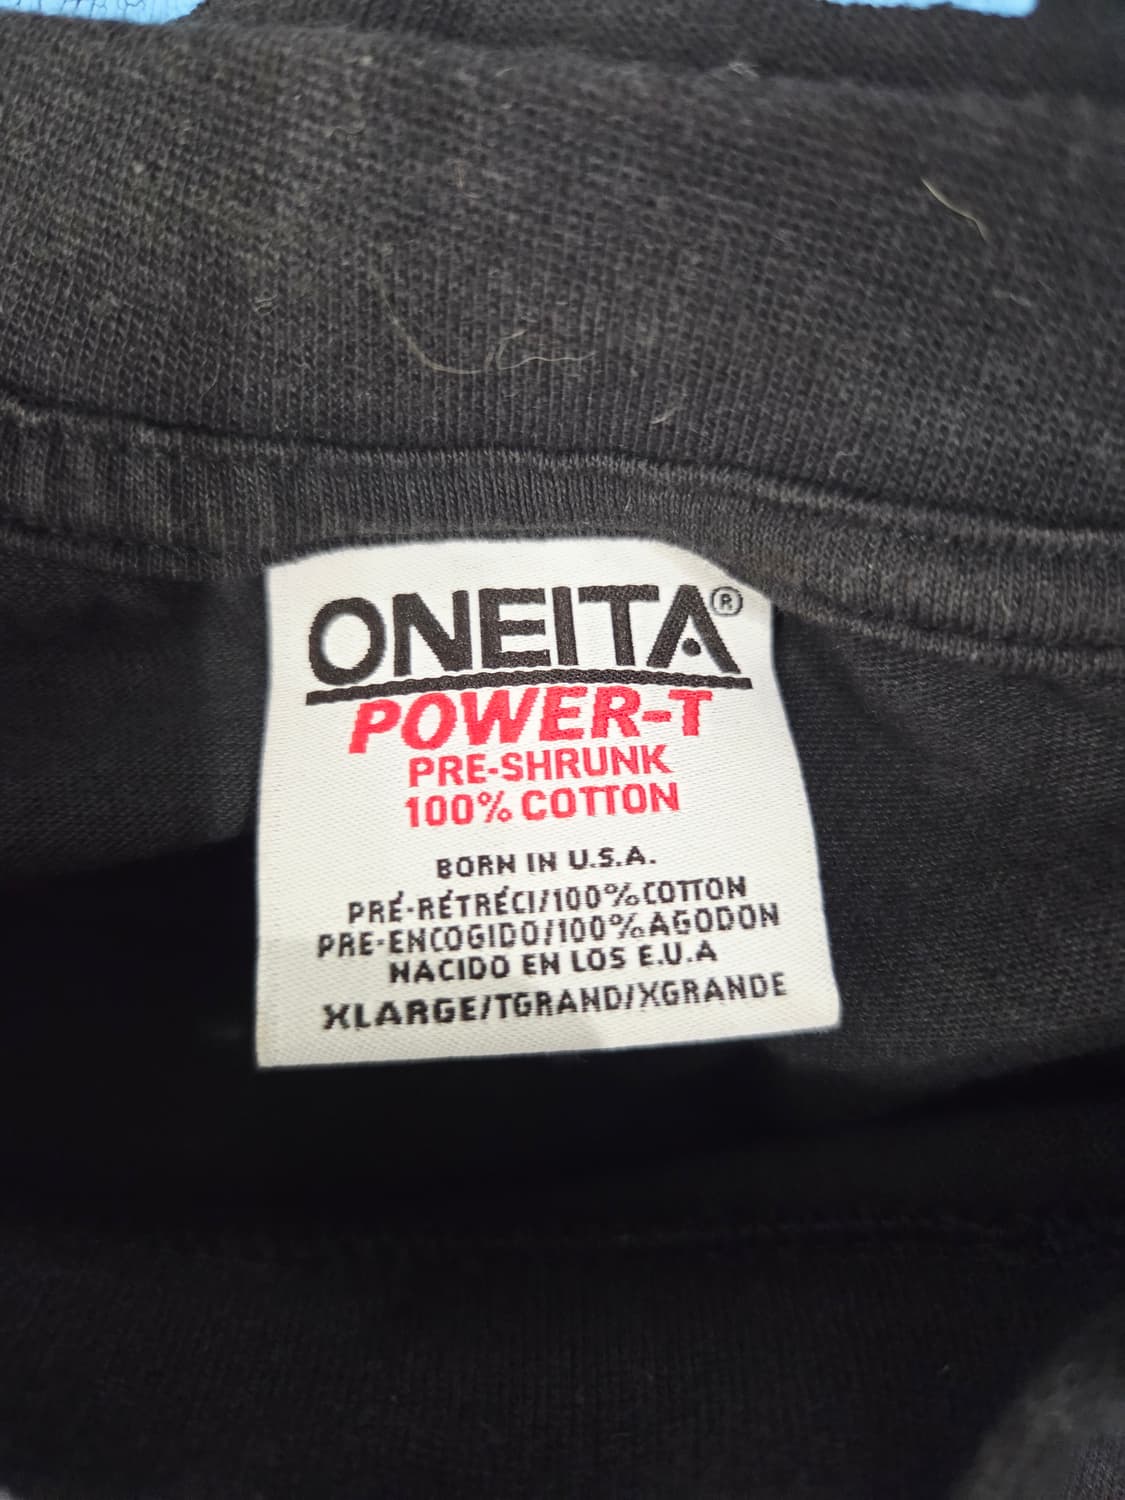 ONEITA®
POWER-T
PRE-SHRUNK
100% COTTON
BORN IN U.S.A.
PRÉ-RÉTRÉCI/100% COTTON
PRE-ENCOGIDO/100% AGODON
NACIDO EN LOS E.U.A
XLARGE/TGRAND/XGRANDE